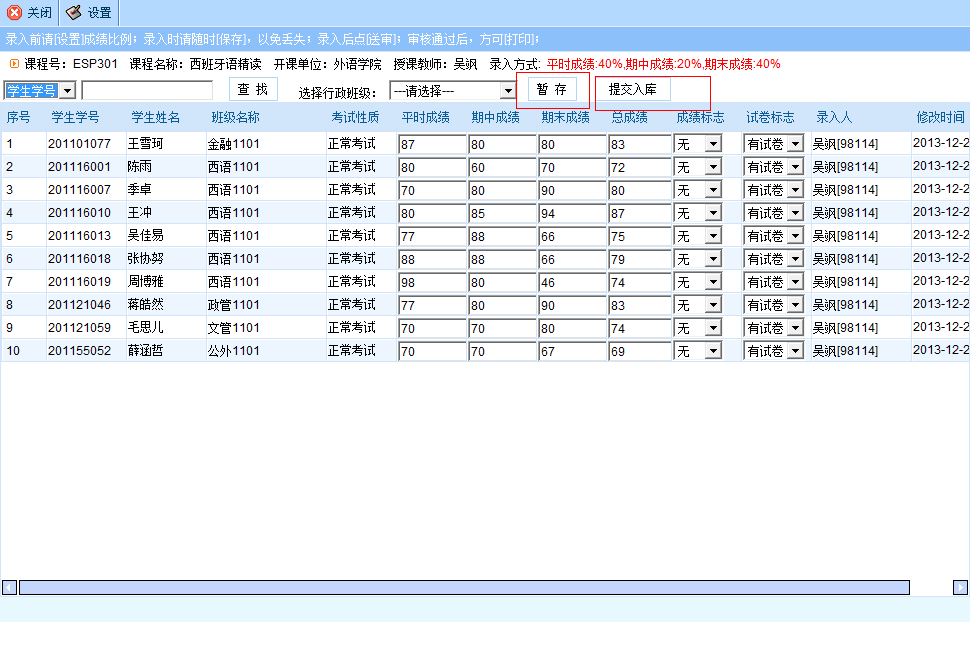 关闭 设置
录入前请[设置]成绩比例；录入时请随时[保存]，以免丢失；录入后点[送审]；审核通过后，方可[打印]；
课程号：ESP301 课程名称：西班牙语精读 开课单位：外语学院 授课教师：吴飒 录入方式：平时成绩:40%,期中成绩:20%,期末成绩:40%
学生学号 查 找 选择行政班级： ---请选择--- 暂 存 提交入库
序号 学生学号 学生姓名 班级名称 考试性质 平时成绩 期中成绩 期末成绩 总成绩 成绩标志 试卷标志 录入人 修改时间
1 201101077 王雪珂 金融1101 正常考试 87 80 80 83 无 有试卷 吴飒[98114] 2013-12-2
2 201116001 陈雨 西语1101 正常考试 80 60 70 72 无 有试卷 吴飒[98114] 2013-12-2
3 201116007 季卓 西语1101 正常考试 70 80 90 80 无 有试卷 吴飒[98114] 2013-12-2
4 201116010 王冲 西语1101 正常考试 80 85 94 87 无 有试卷 吴飒[98114] 2013-12-2
5 201116013 吴佳易 西语1101 正常考试 77 88 66 75 无 有试卷 吴飒[98114] 2013-12-2
6 201116018 张协努 西语1101 正常考试 88 88 66 79 无 有试卷 吴飒[98114] 2013-12-2
7 201116019 周博雅 西语1101 正常考试 98 80 46 74 无 有试卷 吴飒[98114] 2013-12-2
8 201121046 蒋皓然 政管1101 正常考试 77 80 90 83 无 有试卷 吴飒[98114] 2013-12-2
9 201121059 毛思儿 文管1101 正常考试 70 70 80 74 无 有试卷 吴飒[98114] 2013-12-2
10 201155052 薛涵哲 公外1101 正常考试 70 70 67 69 无 有试卷 吴飒[98114] 2013-12-2